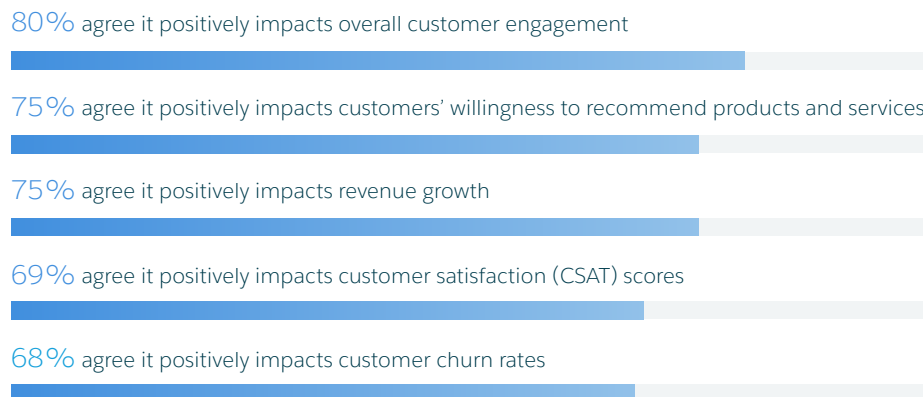 80% agree it positively impacts overall customer engagement
75% agree it positively impacts customers’ willingness to recommend products and services
75% agree it positively impacts revenue growth
69% agree it positively impacts customer satisfaction (CSAT) scores
68% agree it positively impacts customer churn rates